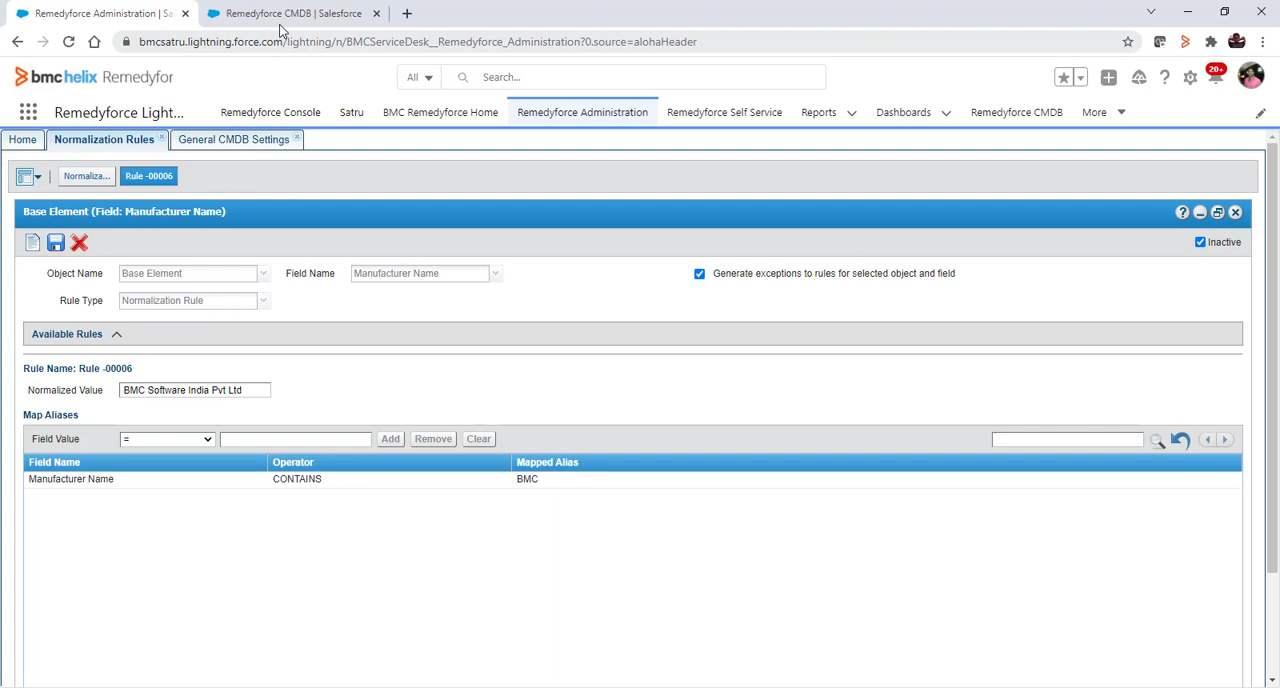 Remedyforce Administration | Sa
Remedyforce CMDB | Salesforce
bmcsatru.lightning.force.com/lightning/n/BMCServiceDesk__Remedyforce_Administration?0.source=alohaHeader
bmchelix Remedyfor
All
Search...
20+
Remedyforce Light...
Remedyforce Console
Satru
BMC Remedyforce Home
Remedyforce Administration
Remedyforce Self Service
Reports
Dashboards
Remedyforce CMDB
More
Home
Normalization Rules
General CMDB Settings
Normaliza...
Rule -00006
Base Element (Field: Manufacturer Name)
Inactive
Object Name
Base Element
Field Name
Manufacturer Name
Generate exceptions to rules for selected object and field
Rule Type
Normalization Rule
Available Rules
Rule Name: Rule -00006
Normalized Value
BMC Software India Pvt Ltd
Map Aliases
Field Value
=
Add
Remove
Clear
Field Name
Operator
Mapped Alias
Manufacturer Name
CONTAINS
BMC